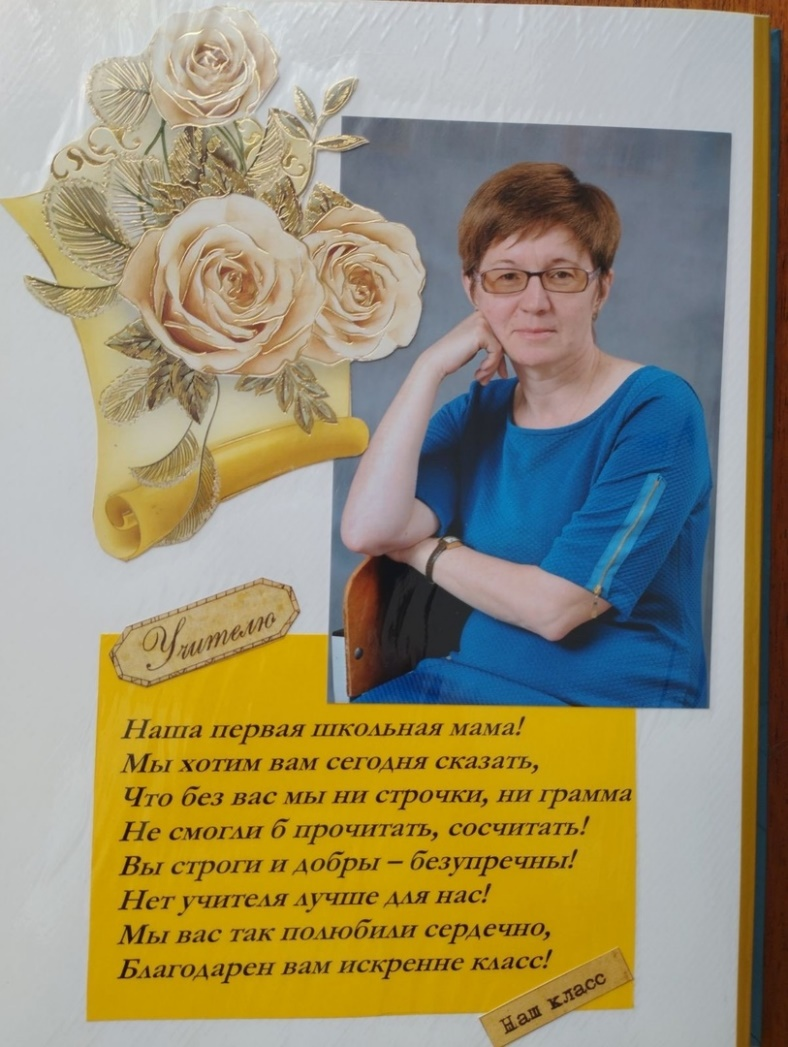 Учителю
Наша первая школьная мама!
Мы хотим вам сегодня сказать,
Что без вас мы ни строчки, ни грамма
Не смогли б прочитать, сосчитать!
Вы строги и добры – безупречны!
Нет учителя лучше для нас!
Мы вас так полюбили сердечно,
Благодарен вам искренне класс!
Наш класс